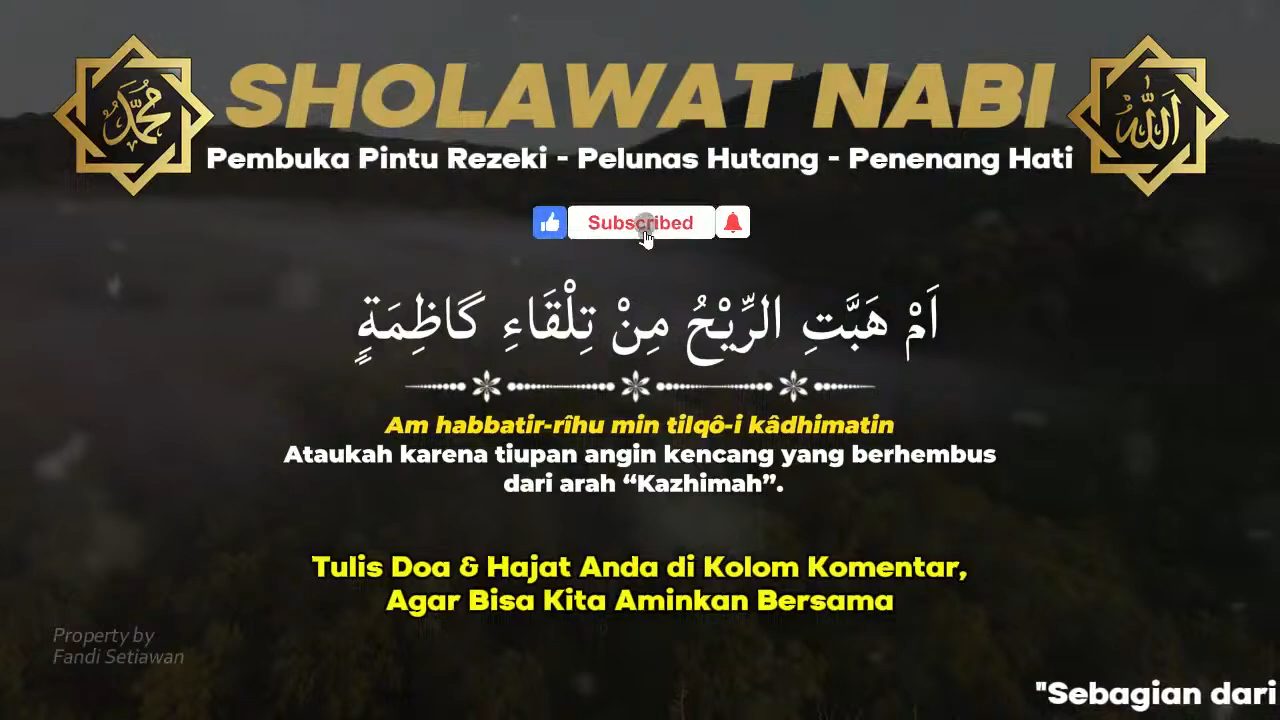 محمد
SHOLAWAT NABI
الله
Pembuka Pintu Rezeki - Pelunas Hutang - Penenang Hati
Subscribed
اَمْ هَبَّتِ الرِّيْحُ مِنْ تِلْقَاءِ كَاظِمَةٍ
Am habbatir-rîhu min tilqô-i kâdhimatin
Ataukah karena tiupan angin kencang yang berhembus
dari arah “Kazhimah”.
Tulis Doa & Hajat Anda di Kolom Komentar,
Agar Bisa Kita Aminkan Bersama
Property by
Fandi Setiawan
"Sebagian dari